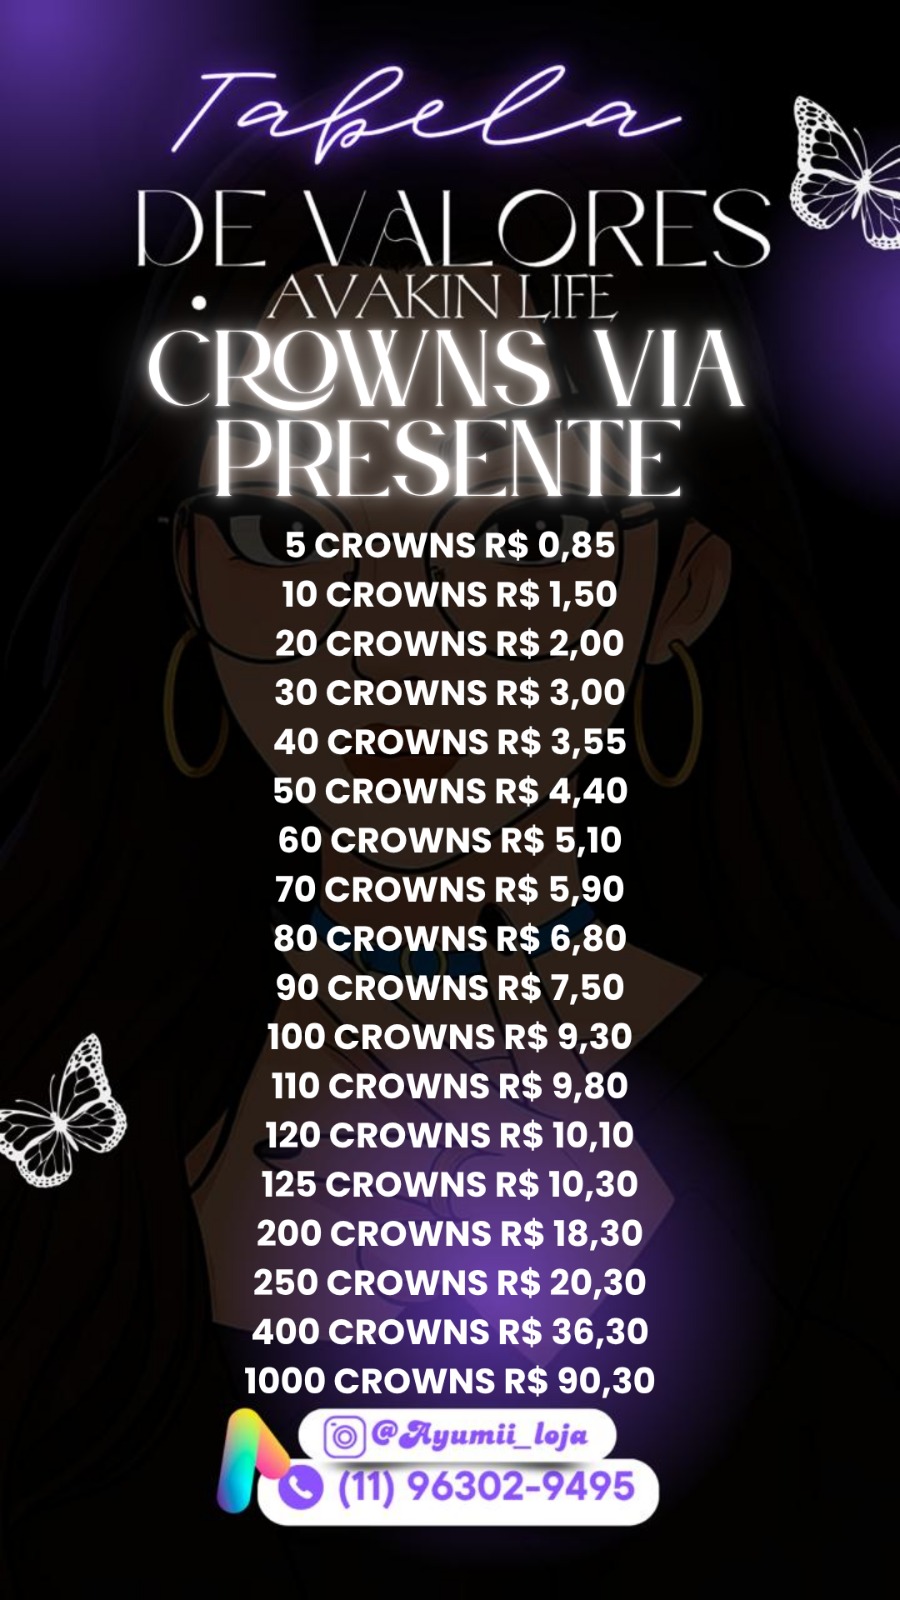 Tabela
DE VALORES
• AVAKIN LIFE
CROWNS VIA
PRESENTE
5 CROWNS R$ 0,85
10 CROWNS R$ 1,50
20 CROWNS R$ 2,00
30 CROWNS R$ 3,00
40 CROWNS R$ 3,55
50 CROWNS R$ 4,40
60 CROWNS R$ 5,10
70 CROWNS R$ 5,90
80 CROWNS R$ 6,80
90 CROWNS R$ 7,50
100 CROWNS R$ 9,30
110 CROWNS R$ 9,80
120 CROWNS R$ 10,10
125 CROWNS R$ 10,30
200 CROWNS R$ 18,30
250 CROWNS R$ 20,30
400 CROWNS R$ 36,30
1000 CROWNS R$ 90,30
@Ayumii_loja
(11) 96302-9495